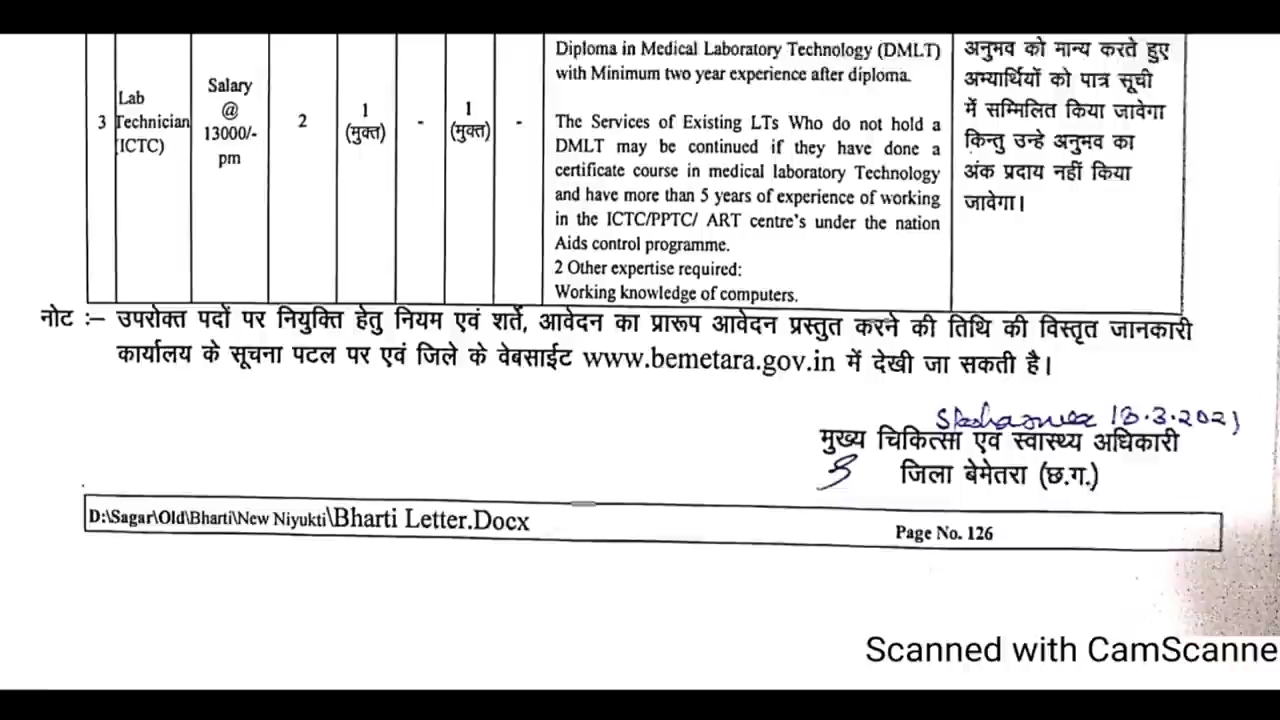 3
Lab
Technician
(ICTC)
Salary
@
13000/-
pm
2
1
(मुक्त)
-
1
(मुक्त)
-
Diploma in Medical Laboratory Technology (DMLT)
with Minimum two year experience after diploma.
The Services of Existing LTs Who do not hold a
DMLT may be continued if they have done a
certificate course in medical laboratory Technology
and have more than 5 years of experience of working
in the ICTC/PPTC/ ART centre's under the nation
Aids control programme.
2 Other expertise required:
Working knowledge of computers.
अनुभव को मान्य करते हुए
अभ्यार्थियों को पात्र सूची
में सम्मिलित किया जावेगा
किन्तु उन्हे अनुभव का
अंक प्रदाय नहीं किया
जावेगा।
नोट :– उपरोक्त पदों पर नियुक्ति हेतु नियम एवं शर्ते, आवेदन का प्रारूप आवेदन प्रस्तुत करने की तिथि की विस्तृत जानकारी
कार्यालय के सूचना पटल पर एवं जिले के वेबसाईट www.bemetara.gov.in में देखी जा सकती है।
13.3.2021
मुख्य चिकित्सा एवं स्वास्थ्य अधिकारी
जिला बेमेतरा (छ.ग.)
D:\Sagar\Old\Bharti\New Niyukti\Bharti Letter.Docx
Page No. 126
Scanned with CamScanne